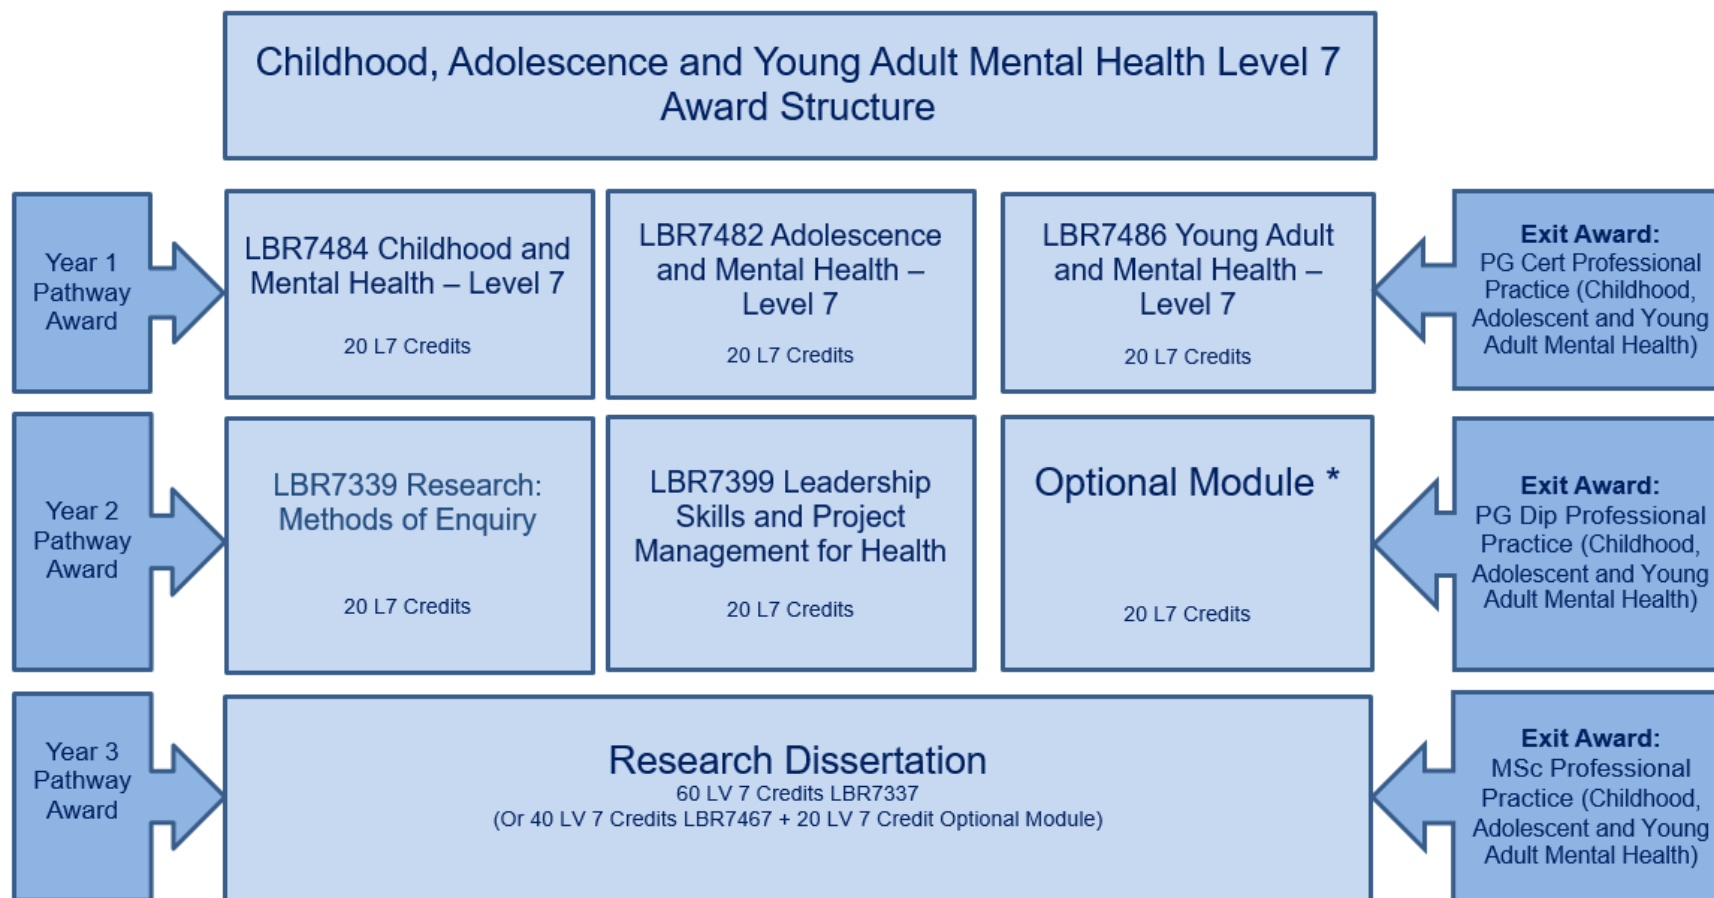 Childhood, Adolescence and Young Adult Mental Health Level 7
Award Structure
Year 1
Pathway
Award
LBR7484 Childhood and
Mental Health – Level 7
20 L7 Credits
LBR7482 Adolescence
and Mental Health –
Level 7
20 L7 Credits
LBR7486 Young Adult
and Mental Health –
Level 7
20 L7 Credits
Exit Award:
PG Cert Professional
Practice (Childhood,
Adolescent and Young
Adult Mental Health)
Year 2
Pathway
Award
LBR7339 Research:
Methods of Enquiry
20 L7 Credits
LBR7399 Leadership
Skills and Project
Management for Health
20 L7 Credits
Optional Module *
20 L7 Credits
Exit Award:
PG Dip Professional
Practice (Childhood,
Adolescent and Young
Adult Mental Health)
Year 3
Pathway
Award
Research Dissertation
60 LV 7 Credits LBR7337
(Or 40 LV 7 Credits LBR7467 + 20 LV 7 Credit Optional Module)
Exit Award:
MSc Professional
Practice (Childhood,
Adolescent and Young
Adult Mental Health)